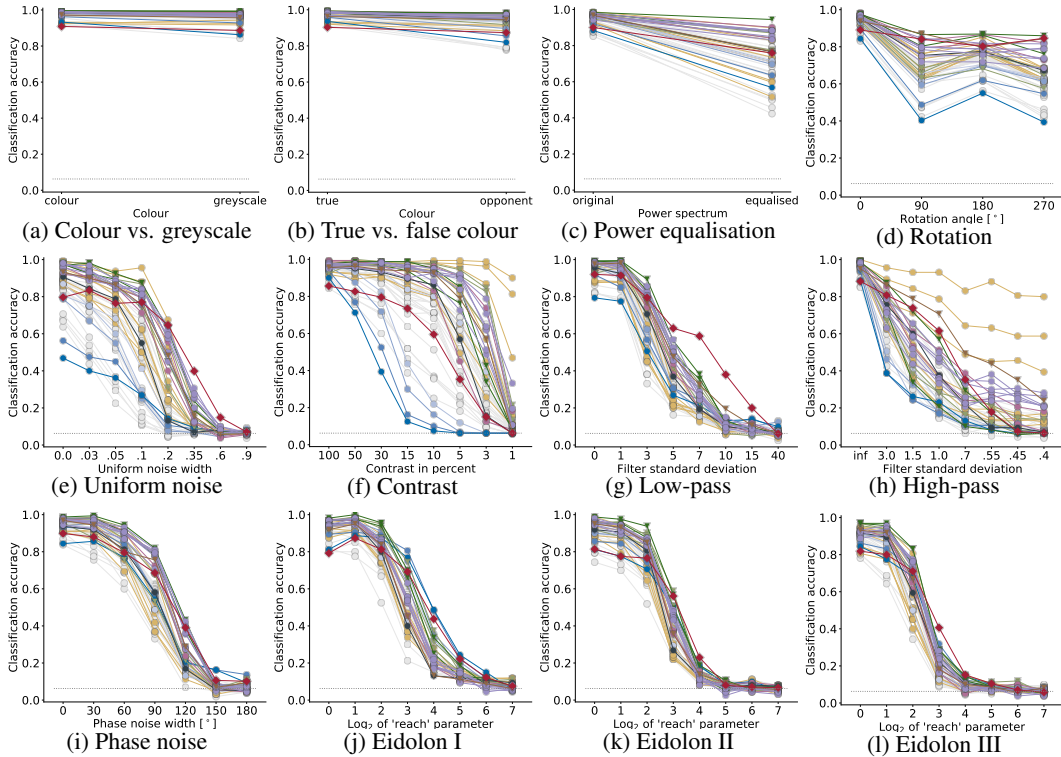 1.0
0.8
0.6
0.4
0.2
0.0
Classification accuracy
colour greyscale
Colour
(a) Colour vs. greyscale
1.0
0.8
0.6
0.4
0.2
0.0
Classification accuracy
true opponent
Colour
(b) True vs. false colour
1.0
0.8
0.6
0.4
0.2
0.0
Classification accuracy
original equalised
Power spectrum
(c) Power equalisation
1.0
0.8
0.6
0.4
0.2
0.0
Classification accuracy
0 90 180 270
Rotation angle [°]
(d) Rotation
1.0
0.8
0.6
0.4
0.2
0.0
Classification accuracy
0.0 .03 .05 .1 .2 .35 .6 .9
Uniform noise width
(e) Uniform noise
1.0
0.8
0.6
0.4
0.2
0.0
Classification accuracy
100 50 30 15 10 5 3 1
Contrast in percent
(f) Contrast
1.0
0.8
0.6
0.4
0.2
0.0
Classification accuracy
0 1 3 5 7 10 15 40
Filter standard deviation
(g) Low-pass
1.0
0.8
0.6
0.4
0.2
0.0
Classification accuracy
inf 3.0 1.5 1.0 .7 .55 .45 .4
Filter standard deviation
(h) High-pass
1.0
0.8
0.6
0.4
0.2
0.0
Classification accuracy
0 30 60 90 120 150 180
Phase noise width [°]
(i) Phase noise
1.0
0.8
0.6
0.4
0.2
0.0
Classification accuracy
0 1 2 3 4 5 6 7
Log₂ of 'reach' parameter
(j) Eidolon I
1.0
0.8
0.6
0.4
0.2
0.0
Classification accuracy
0 1 2 3 4 5 6 7
Log₂ of 'reach' parameter
(k) Eidolon II
1.0
0.8
0.6
0.4
0.2
0.0
Classification accuracy
0 1 2 3 4 5 6 7
Log₂ of 'reach' parameter
(l) Eidolon III